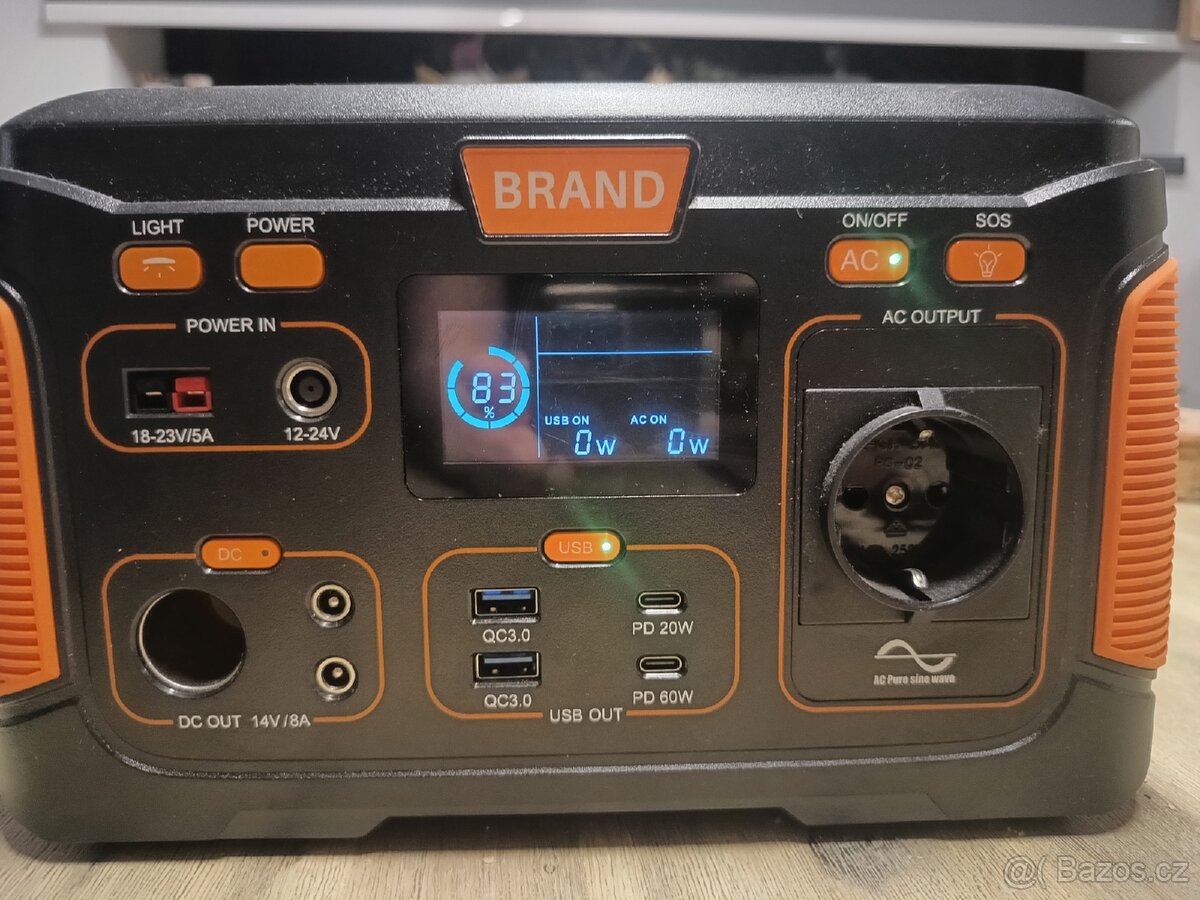 BRAND
LIGHT
POWER
ON/OFF
SOS
AC
POWER IN
18-23V/5A
12-24V
83
%
USB ON
0W
AC ON
0W
AC OUTPUT
AC Pure sine wave
DC
DC OUT 14V/8A
USB
QC3.0
PD 20W
QC3.0
PD 60W
USB OUT
@( Bazos.cz